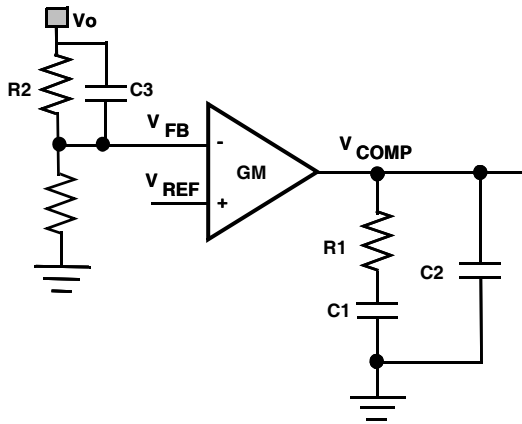 Vo
R2
C3
V FB
-
GM
V COMP
V REF
+
R1
C2
C1